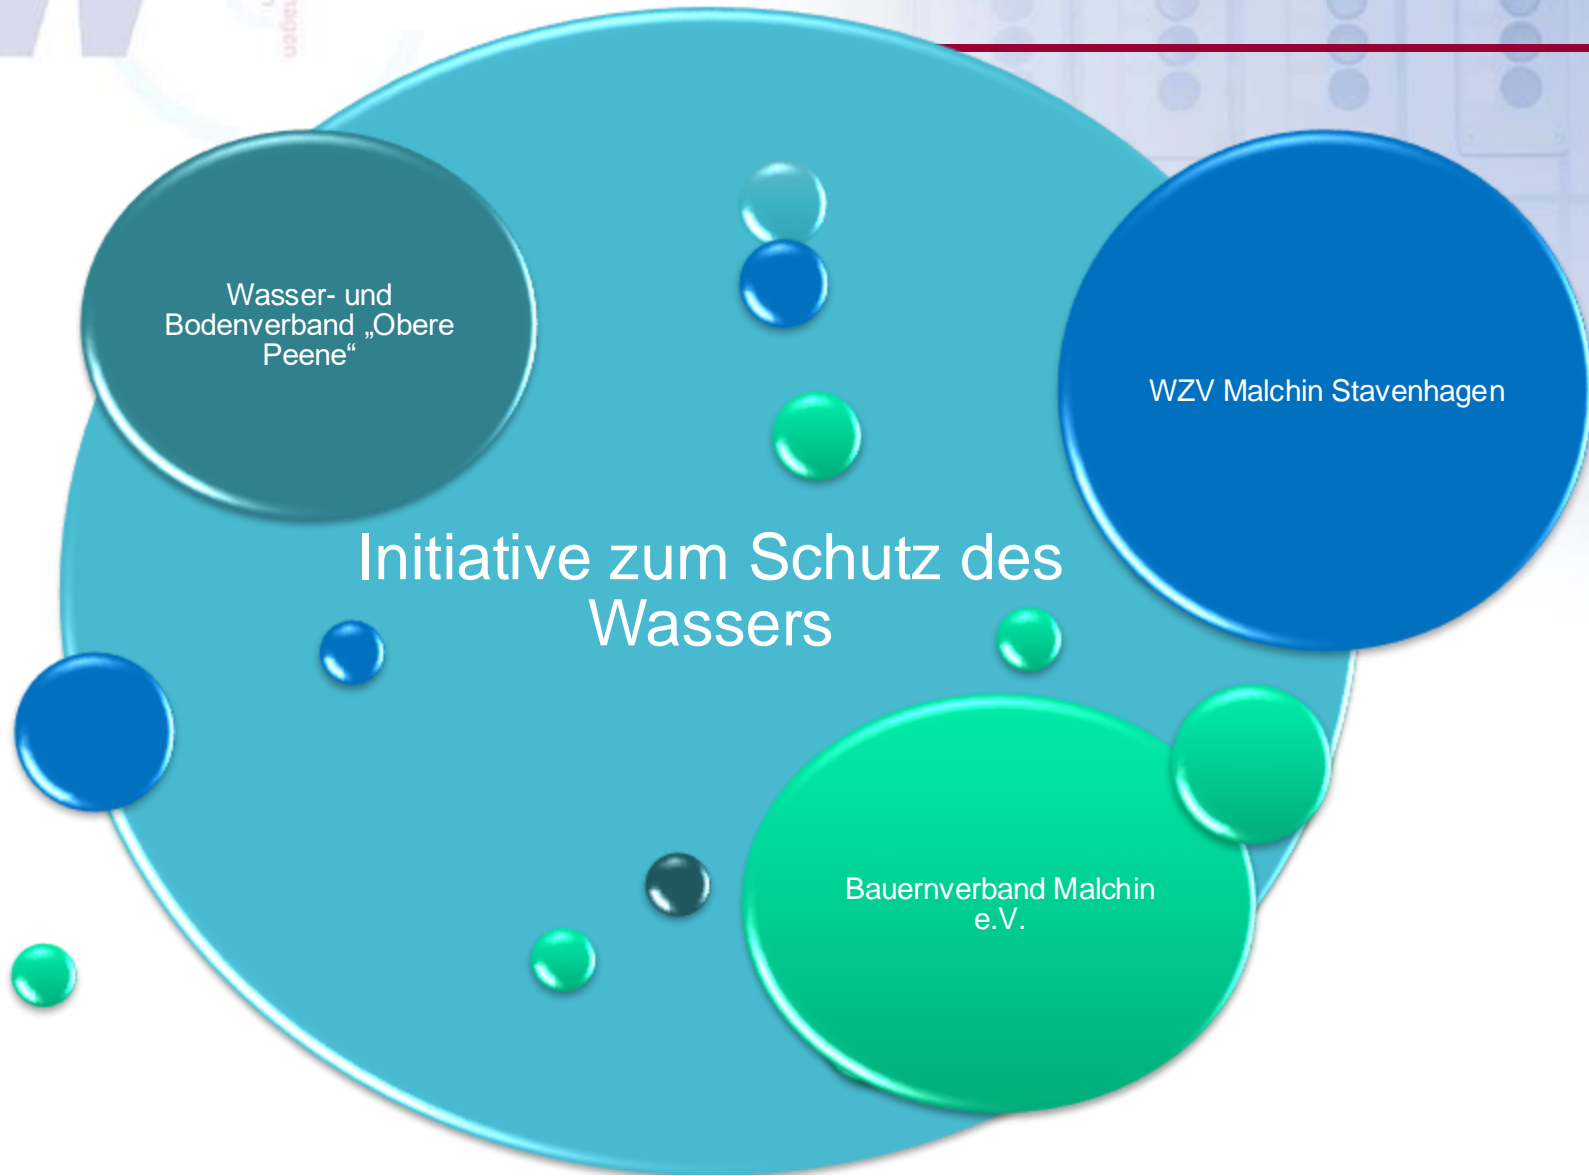 Wasser- und
Bodenverband „Obere
Peene“
WZV Malchin Stavenhagen
Initiative zum Schutz des
Wassers
Bauernverband Malchin
e.V.